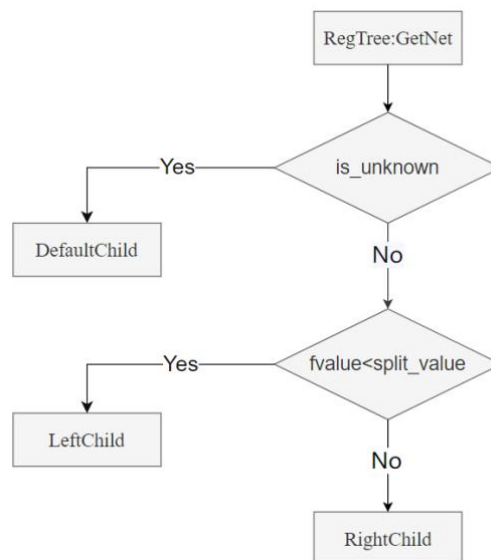 RegTree:GetNet
is_unknown
Yes
DefaultChild
No
fvalue<split_value
Yes
LeftChild
No
RightChild